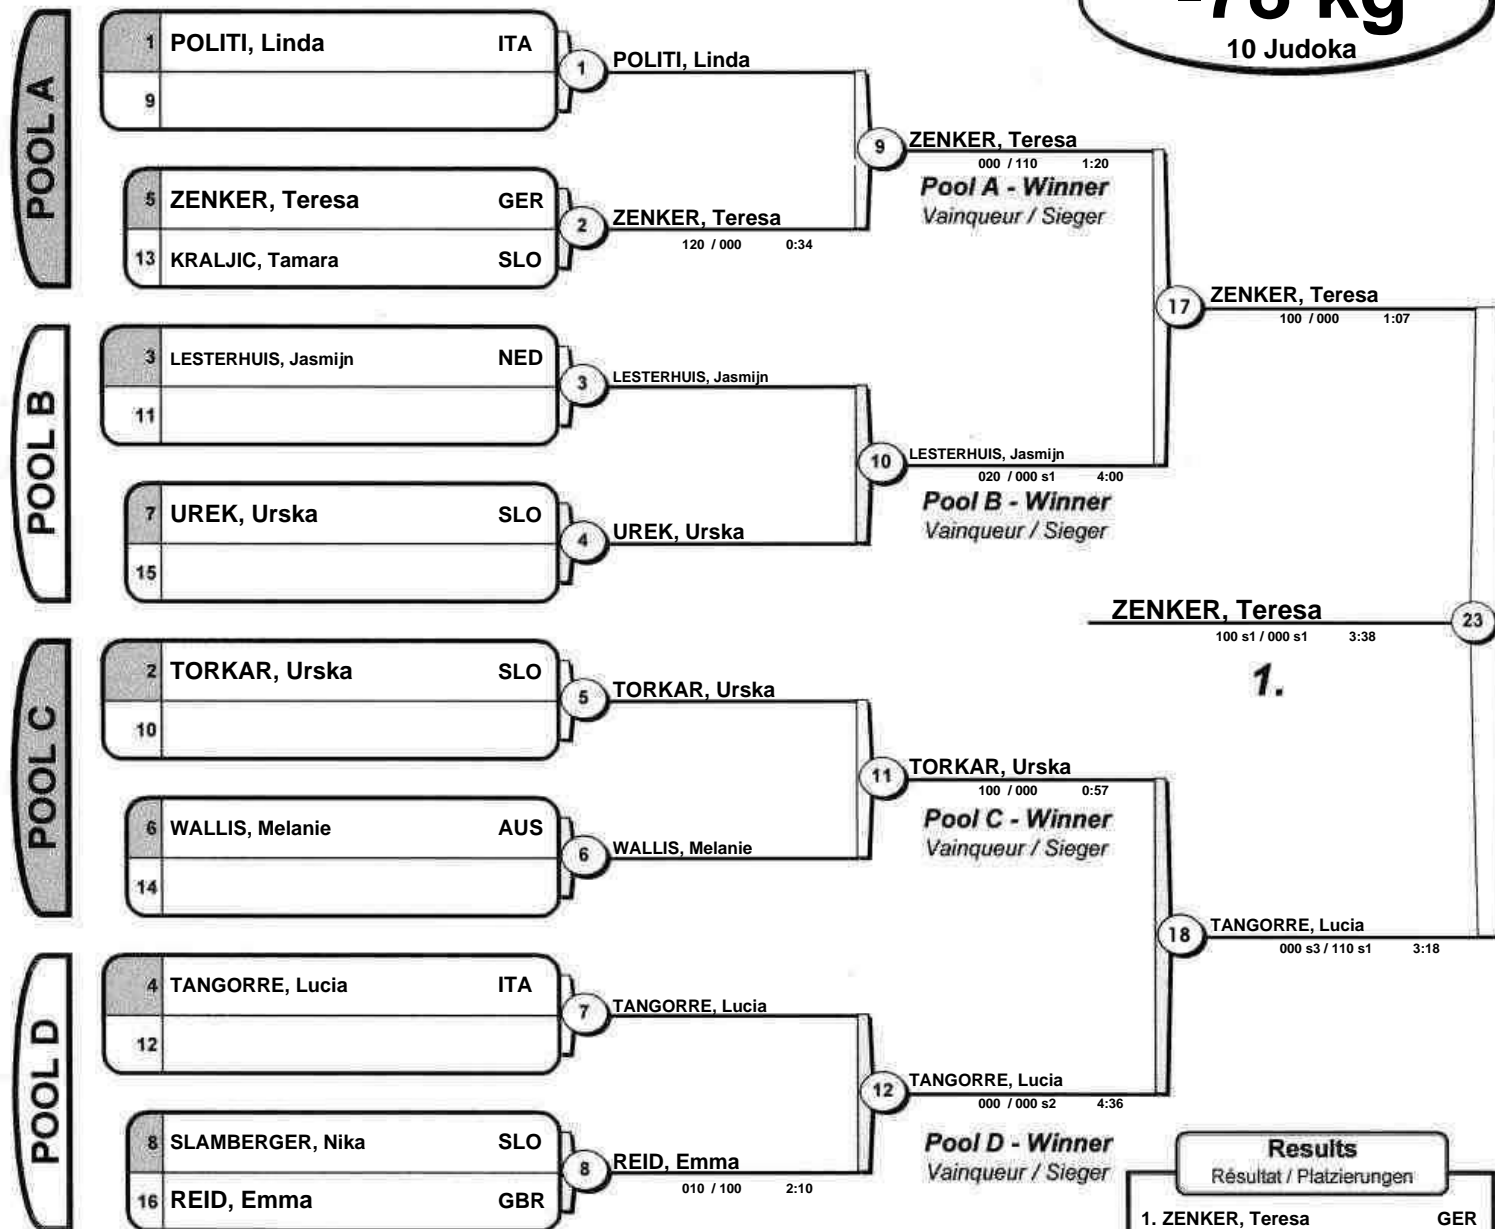 -78 kg
10 Judoka
POOL A
1 POLITI, Linda ITA
9
1 POLITI, Linda
5 ZENKER, Teresa GER
13 KRALJIC, Tamara SLO
2 ZENKER, Teresa
120 / 000 0:34
9 ZENKER, Teresa
000 / 110 1:20
Pool A - Winner
Vainqueur / Sieger
POOL B
3 LESTERHUIS, Jasmijn NED
11
3 LESTERHUIS, Jasmijn
7 UREK, Urska SLO
15
4 UREK, Urska
10 LESTERHUIS, Jasmijn
020 / 000 s1 4:00
Pool B - Winner
Vainqueur / Sieger
17 ZENKER, Teresa
100 / 000 1:07
ZENKER, Teresa 23
100 s1 / 000 s1 3:38
1.
POOL C
2 TORKAR, Urska SLO
10
5 TORKAR, Urska
6 WALLIS, Melanie AUS
14
6 WALLIS, Melanie
11 TORKAR, Urska
100 / 000 0:57
Pool C - Winner
Vainqueur / Sieger
POOL D
4 TANGORRE, Lucia ITA
12
7 TANGORRE, Lucia
8 SLAMBERGER, Nika SLO
16 REID, Emma GBR
8 REID, Emma
010 / 100 2:10
12 TANGORRE, Lucia
000 / 000 s2 4:36
Pool D - Winner
Vainqueur / Sieger
18 TANGORRE, Lucia
000 s3 / 110 s1 3:18
Results
Résultat / Platzierungen
1. ZENKER, Teresa GER